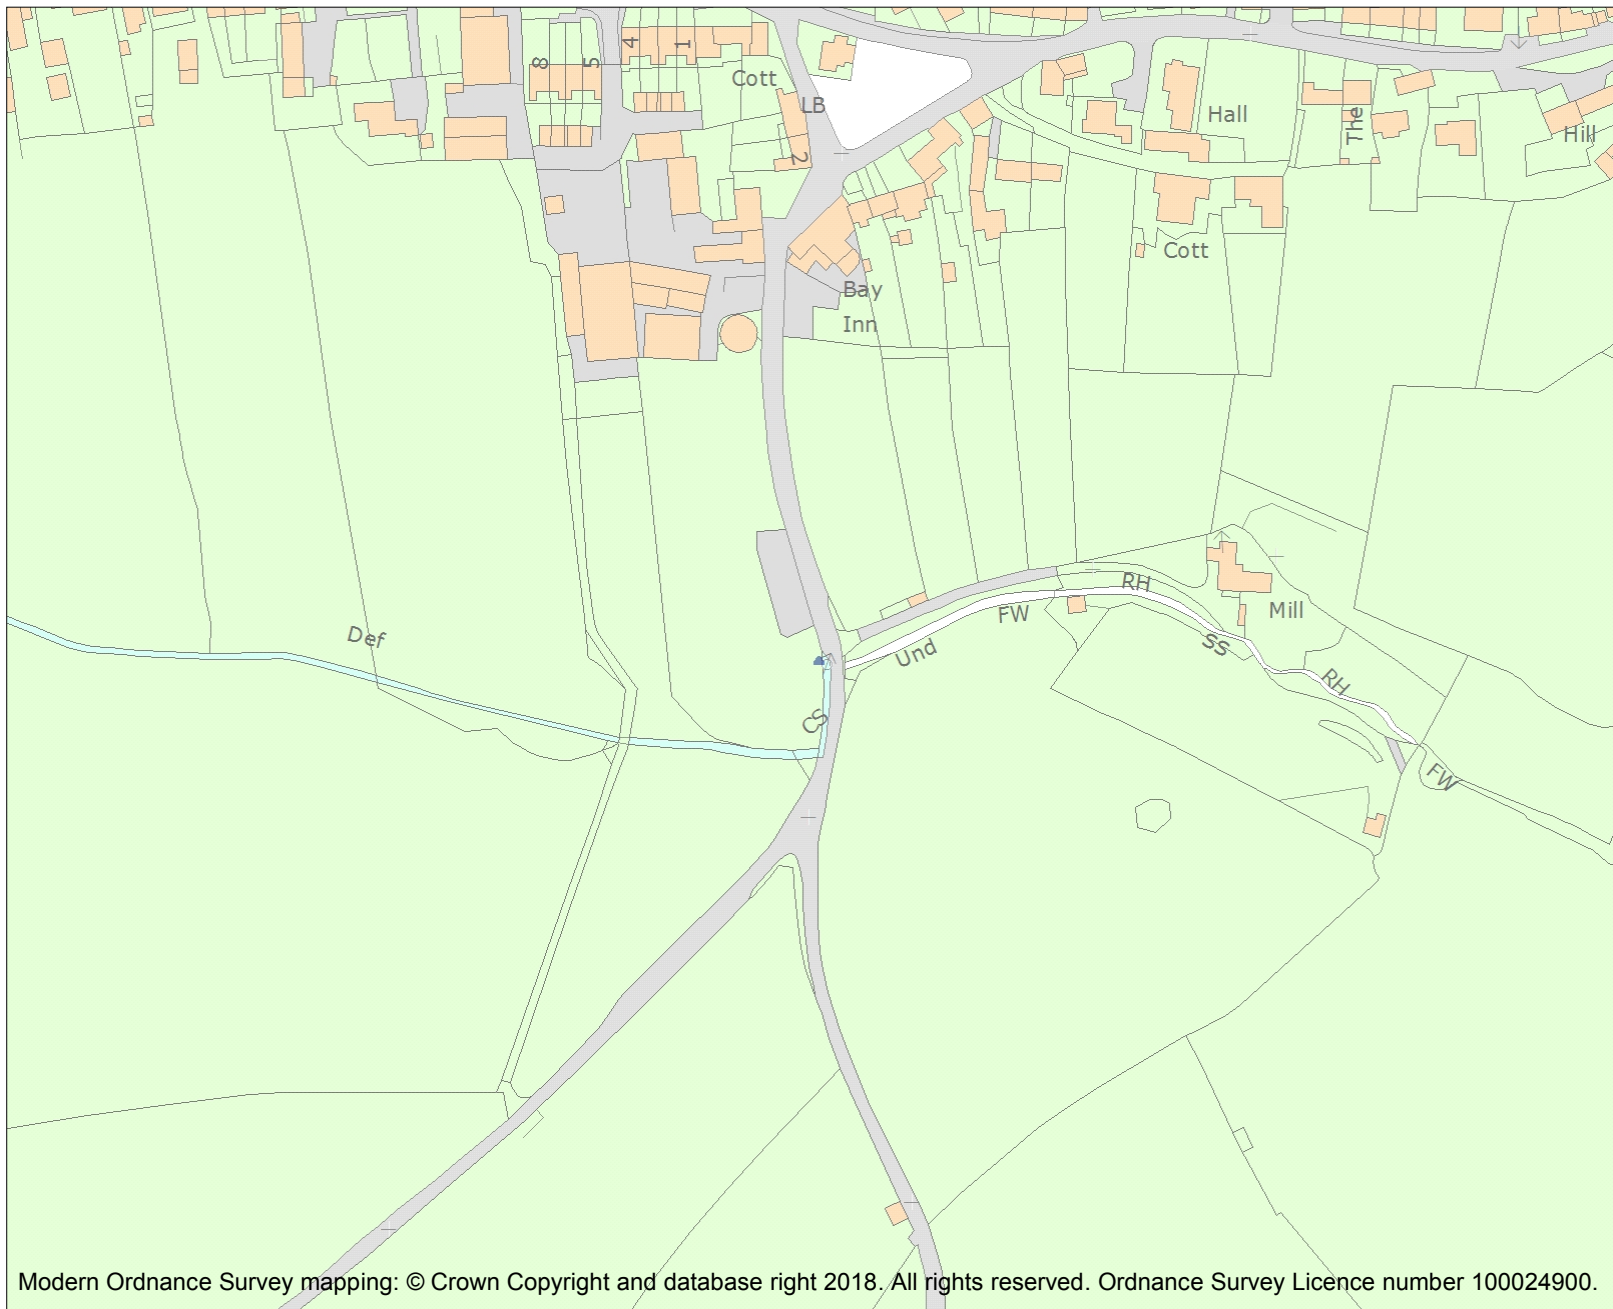 8
5
4
1
Cott
LB
2
Hall
The
Hill
Cott
Bay
Inn
Def
CS
Und
FW
RH
SS
Mill
RH
FW
Modern Ordnance Survey mapping: © Crown Copyright and database right 2018. All rights reserved. Ordnance Survey Licence number 100024900.